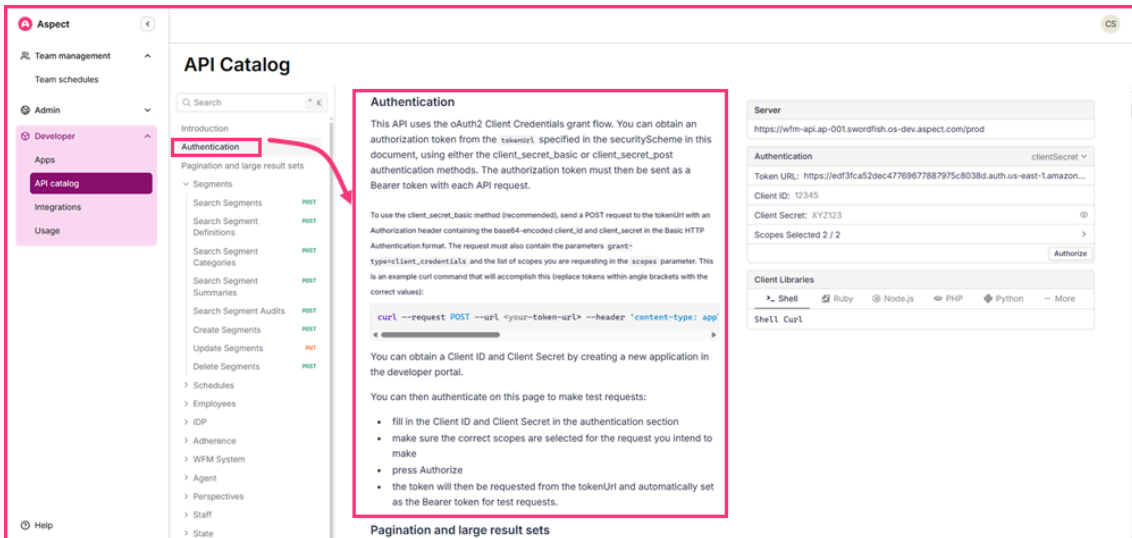 Aspect
Team management
Team schedules
Admin
Developer
Apps
API catalog
Integrations
Usage
Help
CS
API Catalog
Search
^ K
Introduction
Authentication
Pagination and large result sets
Segments
Search Segments POST
Search Segment POST
Definitions
Search Segment POST
Categories
Search Segment POST
Summaries
Search Segment Audits POST
Create Segments POST
Update Segments PUT
Delete Segments POST
Schedules
Employees
IDP
Adherence
WFM System
Agent
Perspectives
Staff
State
Authentication
This API uses the oAuth2 Client Credentials grant flow. You can obtain an
authorization token from the tokenUrl specified in the securityScheme in this
document, using either the client_secret_basic or client_secret_post
authentication methods. The authorization token must then be sent as a
Bearer token with each API request.
To use the client_secret_basic method (recommended), send a POST request to the tokenUrl with an
Authorization header containing the base64-encoded client_id and client_secret in the Basic HTTP
Authentication format. The request must also contain the parameters grant-
type=client_credentials and the list of scopes you are requesting in the scopes parameter. This
is an example curl command that will accomplish this (replace tokens within angle brackets with the
correct values):
curl --request POST --url <your-token-url> --header 'content-type: appl
You can obtain a Client ID and Client Secret by creating a new application in
the developer portal.
You can then authenticate on this page to make test requests:
• fill in the Client ID and Client Secret in the authentication section
• make sure the correct scopes are selected for the request you intend to
make
• press Authorize
• the token will then be requested from the tokenUrl and automatically set
as the Bearer token for test requests.
Pagination and large result sets
Server
https://wfm-api.ap-001.swordfish.os-dev.aspect.com/prod
Authentication clientSecret
Token URL: https://edf3fca52dec47769677887975c8038d.auth.us-east-1.amazon...
Client ID: 12345
Client Secret: XYZ123
Scopes Selected 2 / 2
Authorize
Client Libraries
Shell Ruby Node.js PHP Python More
Shell Curl